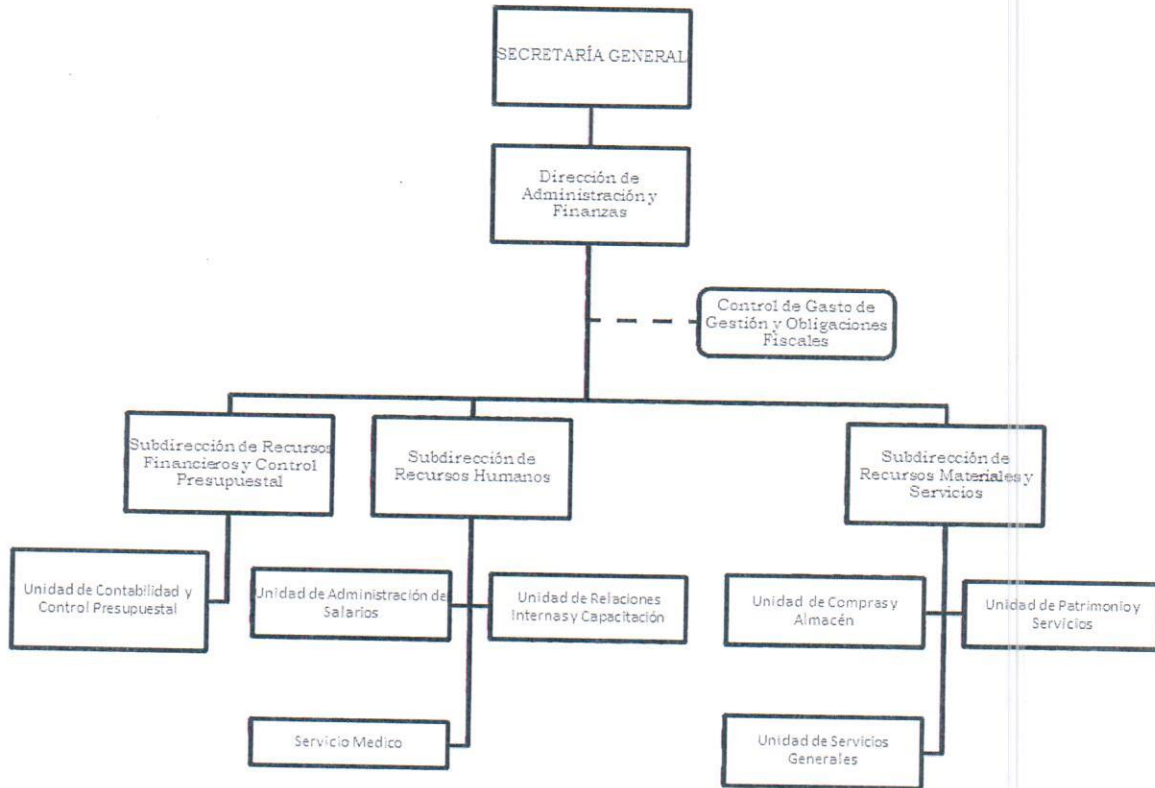 SECRETARÍA GENERAL
Dirección de
Administración y
Finanzas
Control de Gasto de
Gestión y Obligaciones
Fiscales
Subdirección de Recursos
Financieros y Control
Presupuestal
Subdirección de
Recursos Humanos
Subdirección de
Recursos Materiales y
Servicios
Unidad de Contabilidad y
Control Presupuestal
Unidad de Administración de
Salarios
Unidad de Relaciones
Internas y Capacitación
Unidad de Compras y
Almacén
Unidad de Patrimonio y
Servicios
Servicio Medico
Unidad de Servicios
Generales